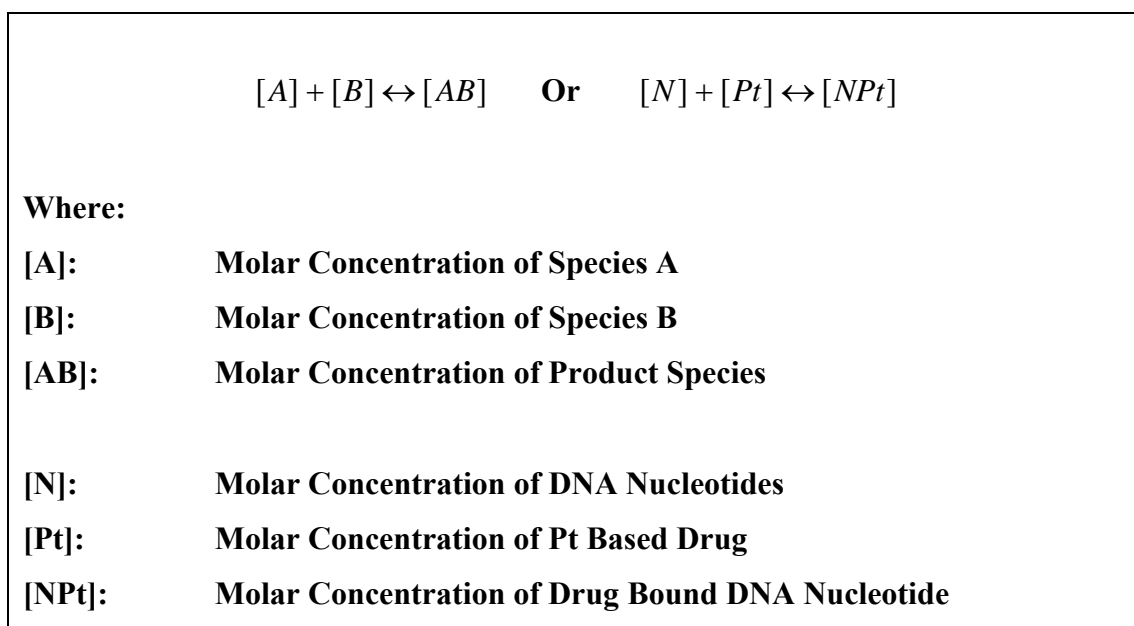 [A] + [B] ↔ [AB] Or [N] + [Pt] ↔ [NPt]
Where:
[A]: Molar Concentration of Species A
[B]: Molar Concentration of Species B
[AB]: Molar Concentration of Product Species
[N]: Molar Concentration of DNA Nucleotides
[Pt]: Molar Concentration of Pt Based Drug
[NPt]: Molar Concentration of Drug Bound DNA Nucleotide